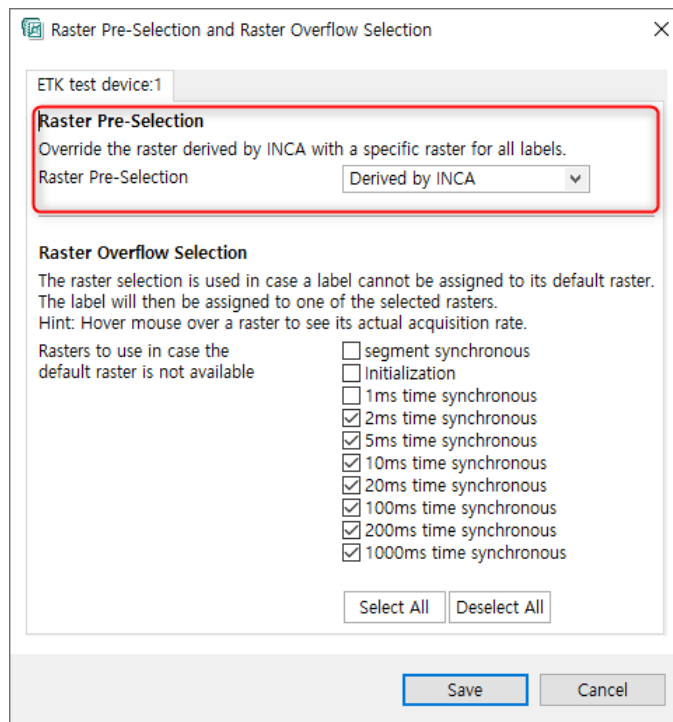 Raster Pre-Selection and Raster Overflow Selection
ETK test device:1
Raster Pre-Selection
Override the raster derived by INCA with a specific raster for all labels.
Raster Pre-Selection Derived by INCA
Raster Overflow Selection
The raster selection is used in case a label cannot be assigned to its default raster.
The label will then be assigned to one of the selected rasters.
Hint: Hover mouse over a raster to see its actual acquisition rate.
Rasters to use in case the
default raster is not available
segment synchronous
Initialization
1ms time synchronous
2ms time synchronous
5ms time synchronous
10ms time synchronous
20ms time synchronous
100ms time synchronous
200ms time synchronous
1000ms time synchronous
Select All Deselect All
Save Cancel